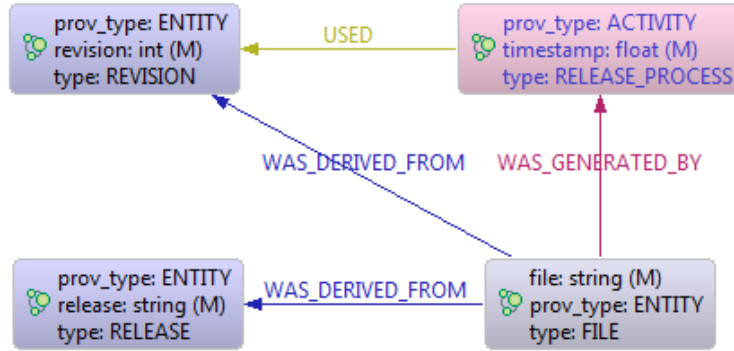 prov_type: ENTITY
revision: int (M)
type: REVISION
USED
prov_type: ACTIVITY
timestamp: float (M)
type: RELEASE_PROCESS
WAS_DERIVED_FROM
WAS_GENERATED_BY
prov_type: ENTITY
release: string (M)
type: RELEASE
WAS_DERIVED_FROM
file: string (M)
prov_type: ENTITY
type: FILE